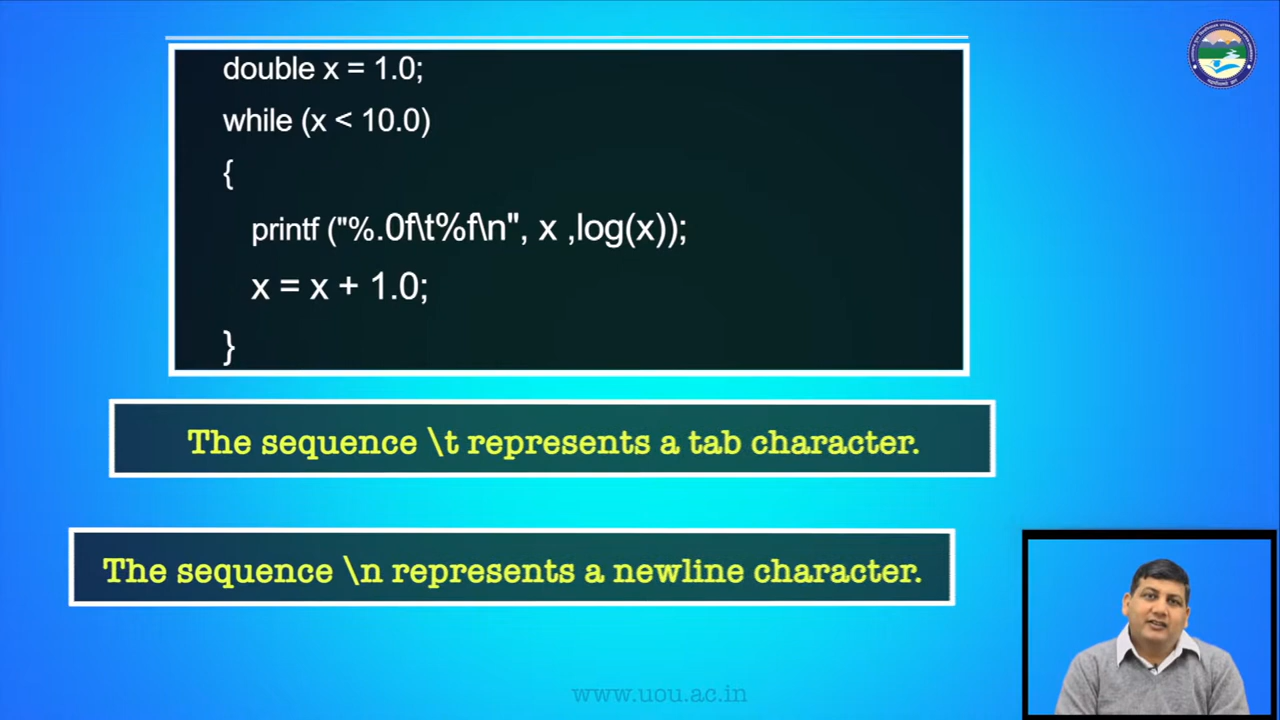 double x = 1.0;
while (x < 10.0)
{
printf ("%.0f\t%f\n", x ,log(x));
x = x + 1.0;
}
The sequence \t represents a tab character.
The sequence \n represents a newline character.
www.uou.ac.in